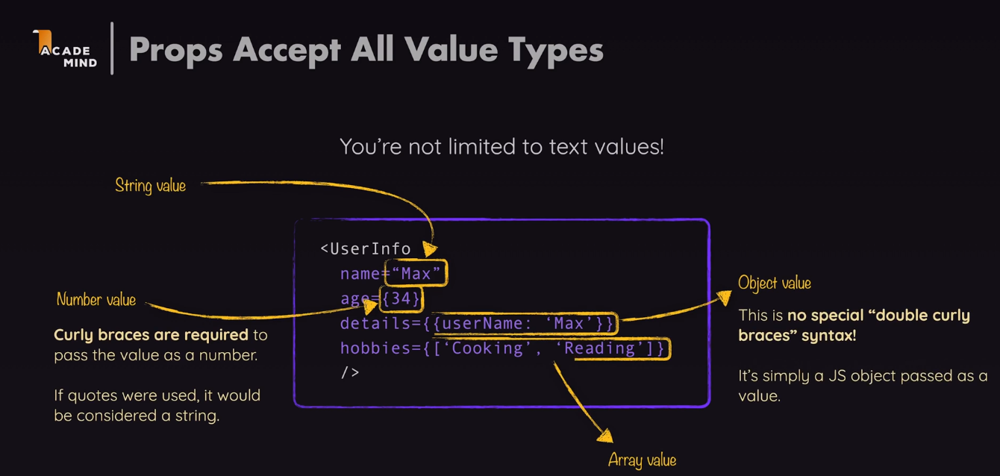 ACADE
MIND
Props Accept All Value Types
You’re not limited to text values!
String value
<UserInfo
name=“Max”
age={34}
details={{userName: ‘Max’}}
hobbies={[‘Cooking’, ‘Reading’]}
/>
Number value
Curly braces are required to
pass the value as a number.
If quotes were used, it would
be considered a string.
Object value
This is no special “double curly
braces” syntax!
It’s simply a JS object passed as a
value.
Array value